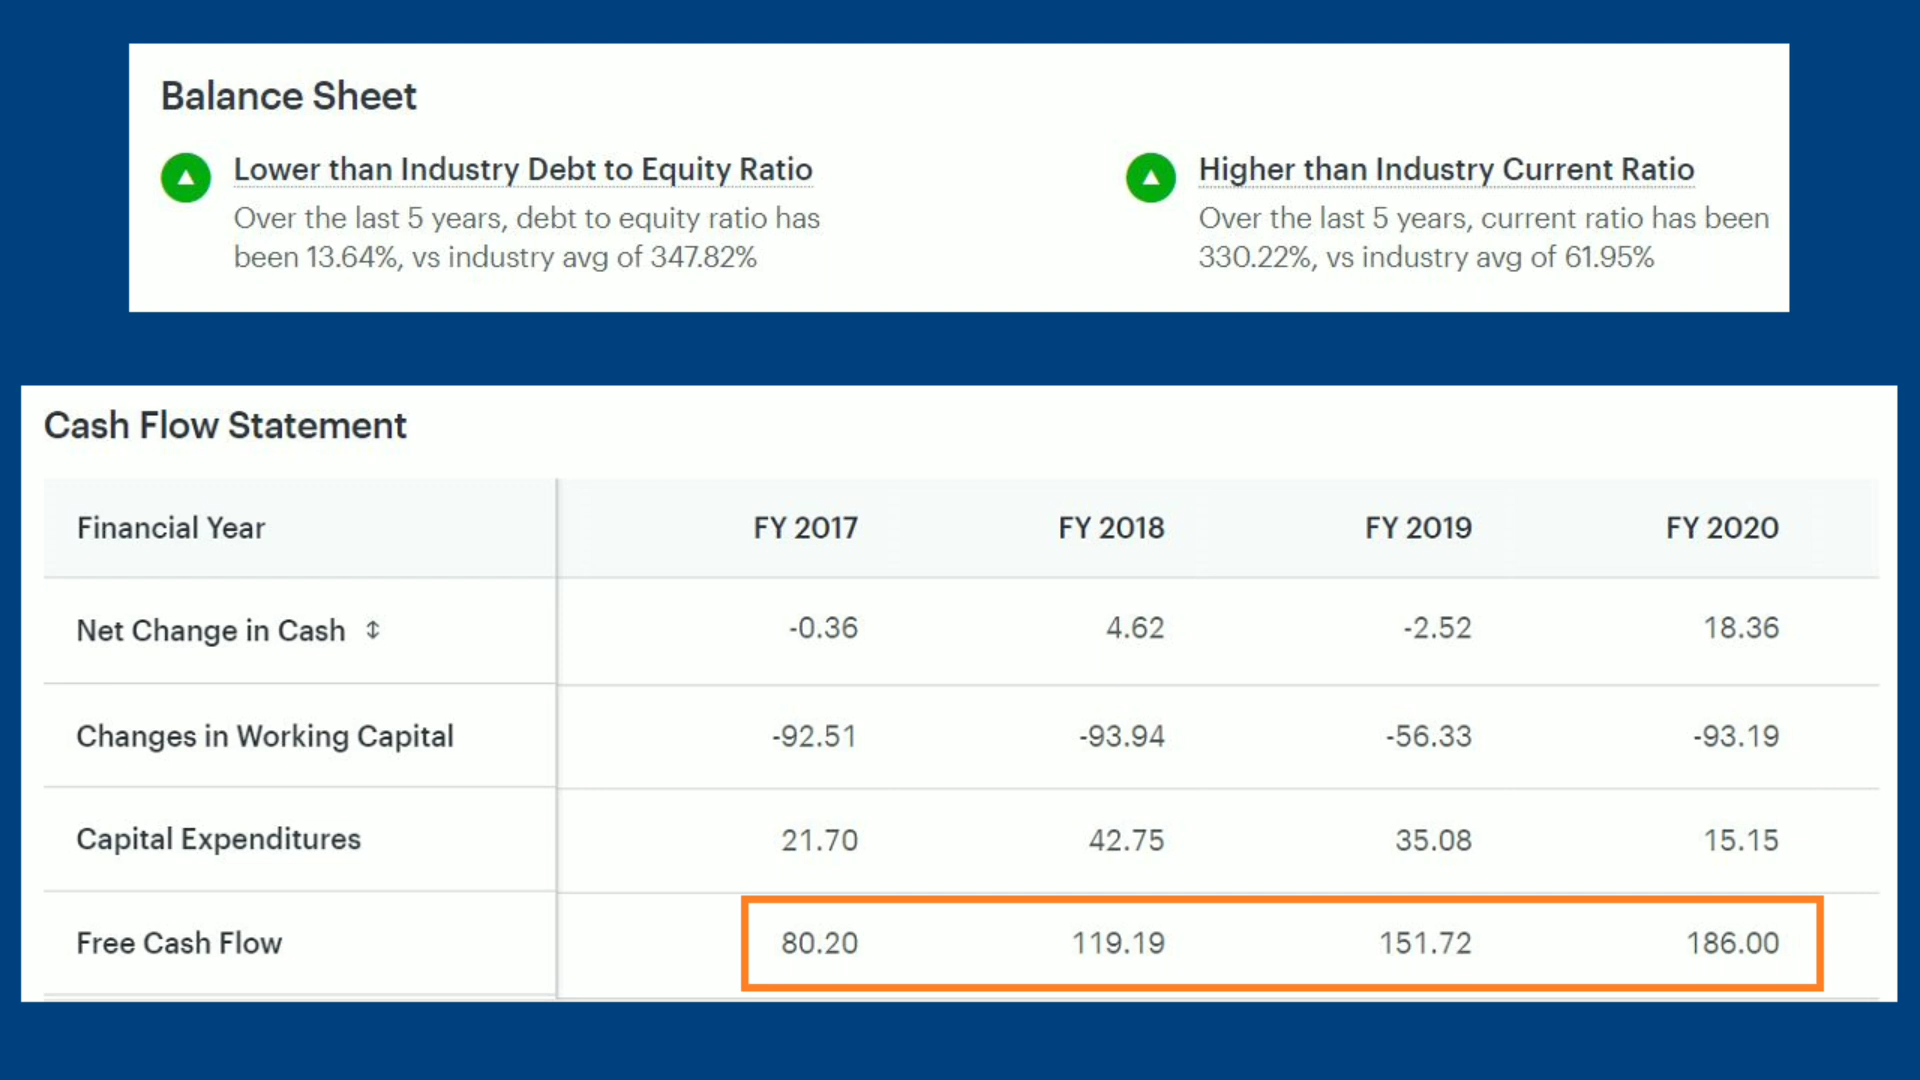 Balance Sheet
Lower than Industry Debt to Equity Ratio
Over the last 5 years, debt to equity ratio has
been 13.64%, vs industry avg of 347.82%
Higher than Industry Current Ratio
Over the last 5 years, current ratio has been
330.22%, vs industry avg of 61.95%
Cash Flow Statement
Financial Year FY 2017 FY 2018 FY 2019 FY 2020
Net Change in Cash -0.36 4.62 -2.52 18.36
Changes in Working Capital -92.51 -93.94 -56.33 -93.19
Capital Expenditures 21.70 42.75 35.08 15.15
Free Cash Flow 80.20 119.19 151.72 186.00